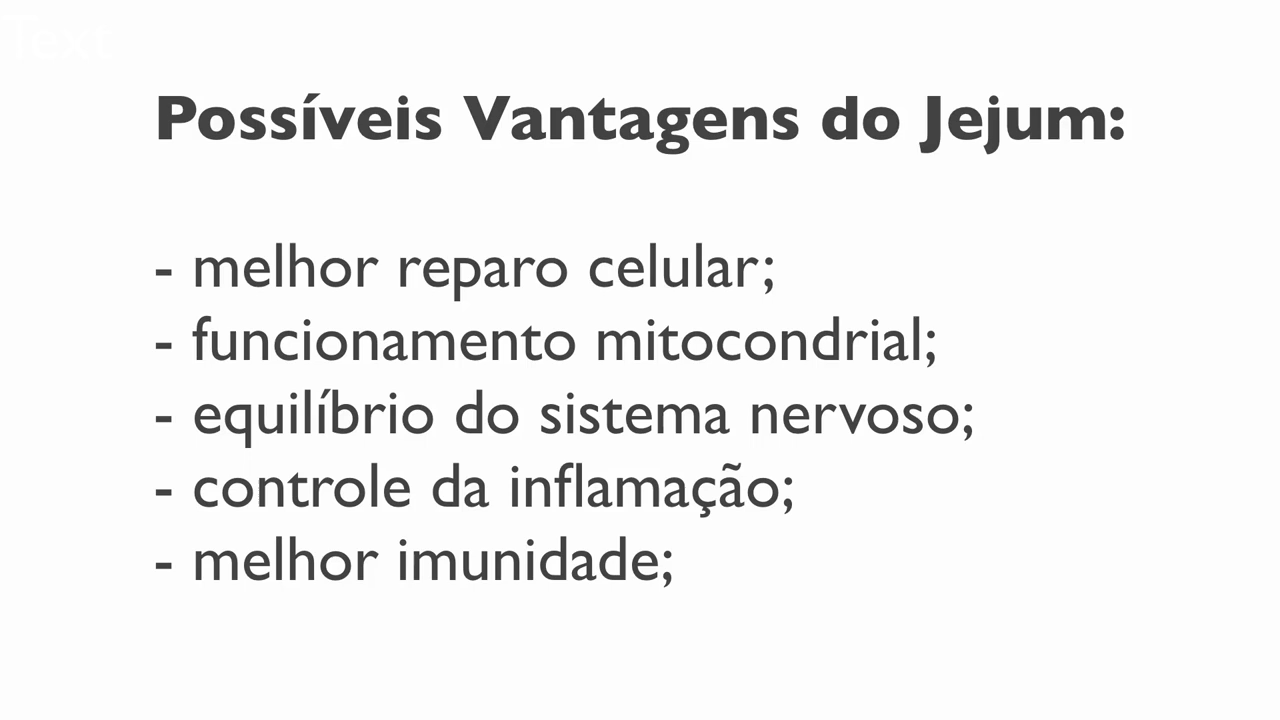 Text
Possíveis Vantagens do Jejum:
- melhor reparo celular;
- funcionamento mitocondrial;
- equilíbrio do sistema nervoso;
- controle da inflamação;
- melhor imunidade;